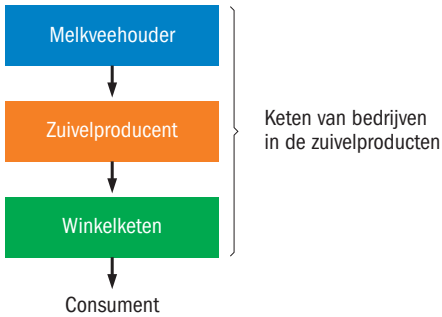 Melkveehouder
Zuivelproducent
Winkelketen
Consument
Keten van bedrijven
in de zuivelproducten